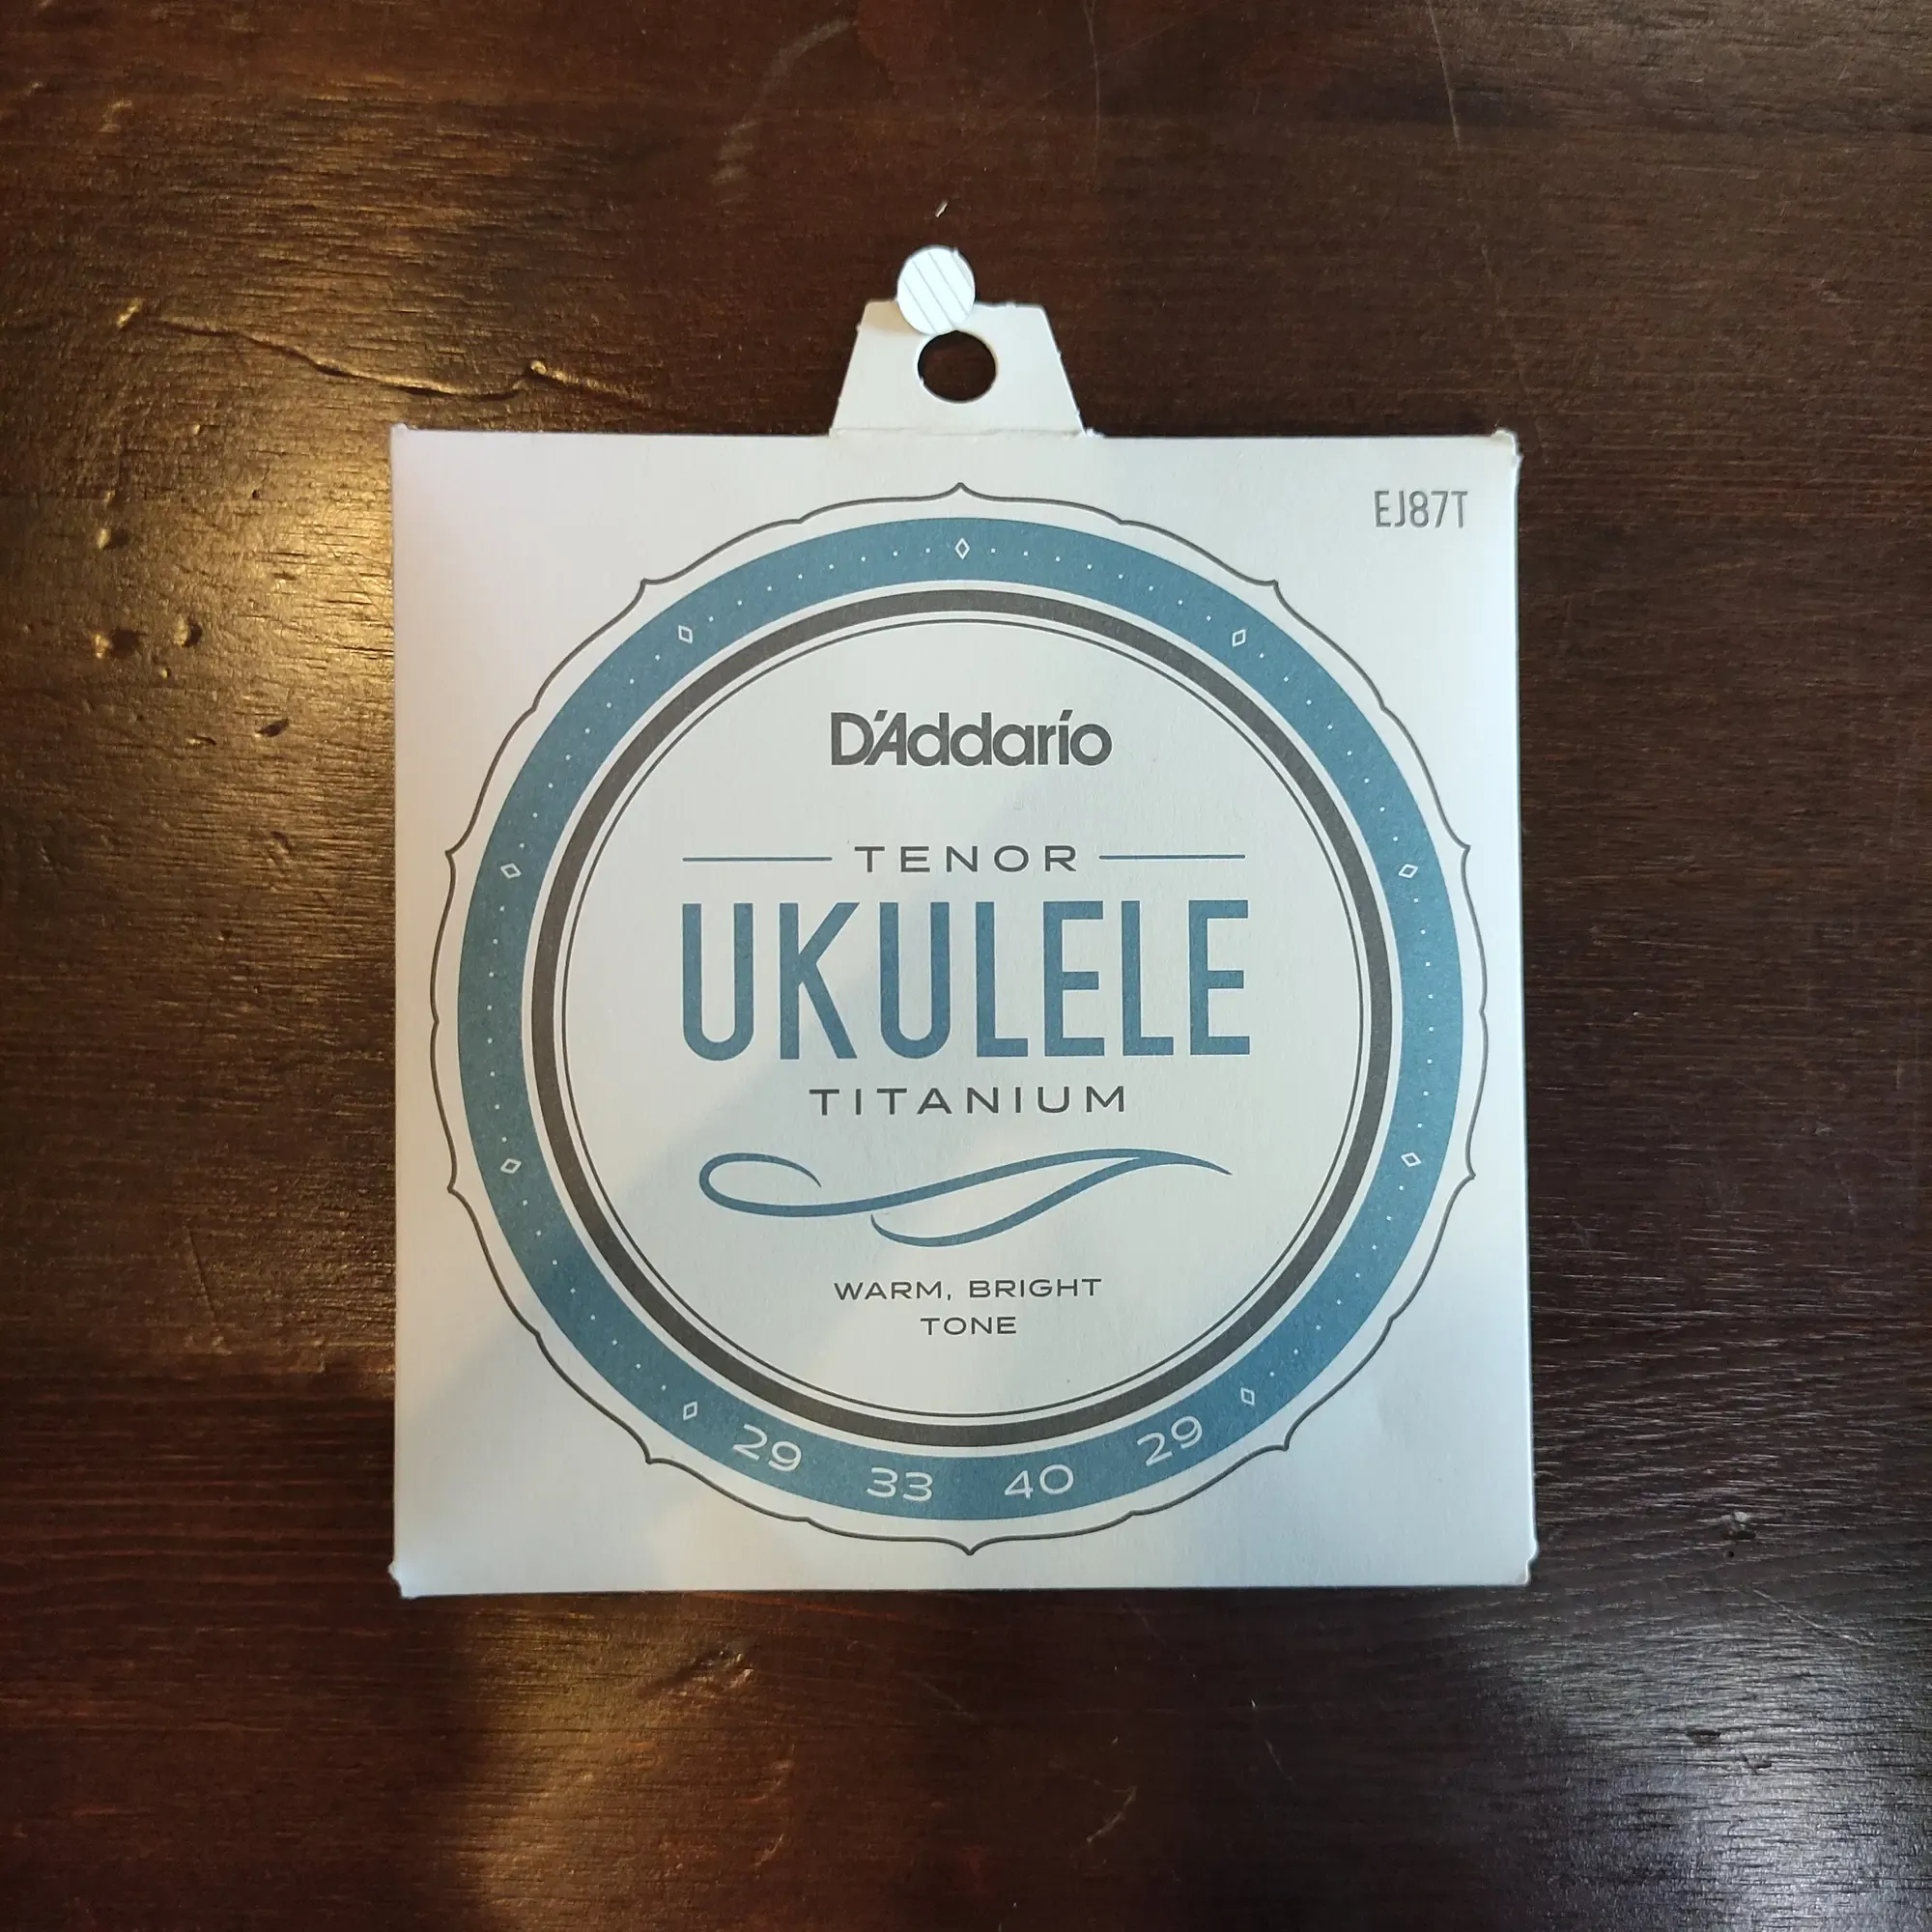 EJ87T
D'Addario
TENOR
UKULELE
TITANIUM
WARM, BRIGHT
TONE
29 33 40 29